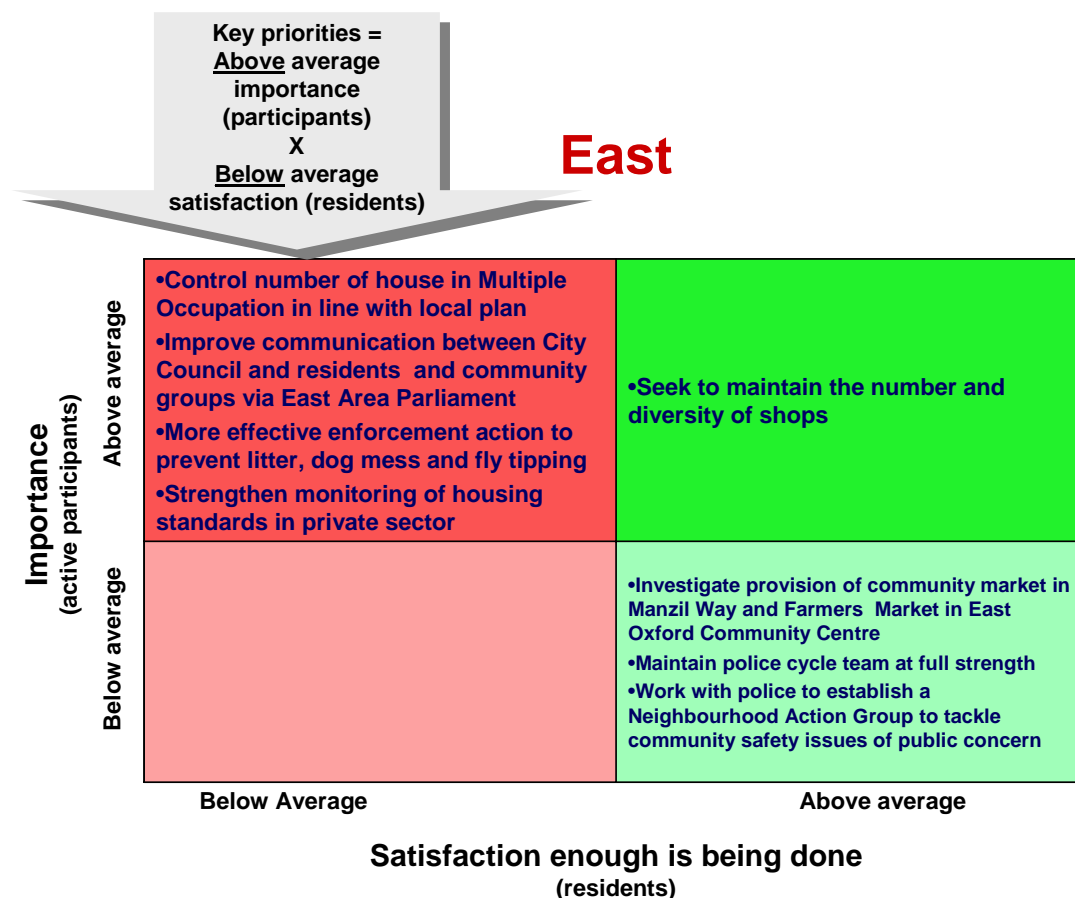 Key priorities =
Above average
importance
(participants)
X
Below average
satisfaction (residents)
East
Importance
(active participants)
Above average
Below average
•Control number of house in Multiple
Occupation in line with local plan
•Improve communication between City
Council and residents  and community
groups via East Area Parliament
•More effective enforcement action to
prevent litter, dog mess and fly tipping
•Strengthen monitoring of housing
standards in private sector
•Seek to maintain the number and
diversity of shops
•Investigate provision of community market in
Manzil Way and Farmers  Market in East
Oxford Community Centre
•Maintain police cycle team at full strength
•Work with police to establish a
Neighbourhood Action Group to tackle
community safety issues of public concern
Below Average
Above average
Satisfaction enough is being done
(residents)